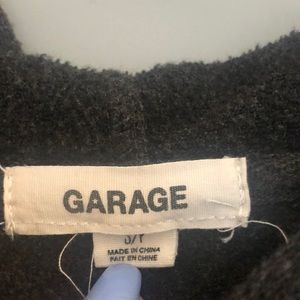 GARAGE
S/P
MADE IN CHINA
FAIT EN CHINE